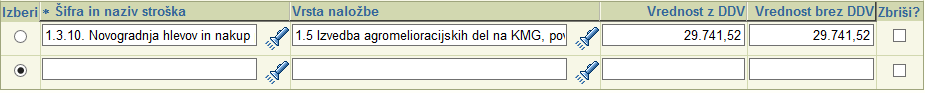 Izberi * Šifra in naziv stroška Vrsta naložbe Vrednost z DDV Vrednost brez DDV Zbriši?
1.3.10. Novogradnja hlevov in nakup 1.5 Izvedba agromelioracijskih del na KMG, pov 29.741,52 29.741,52